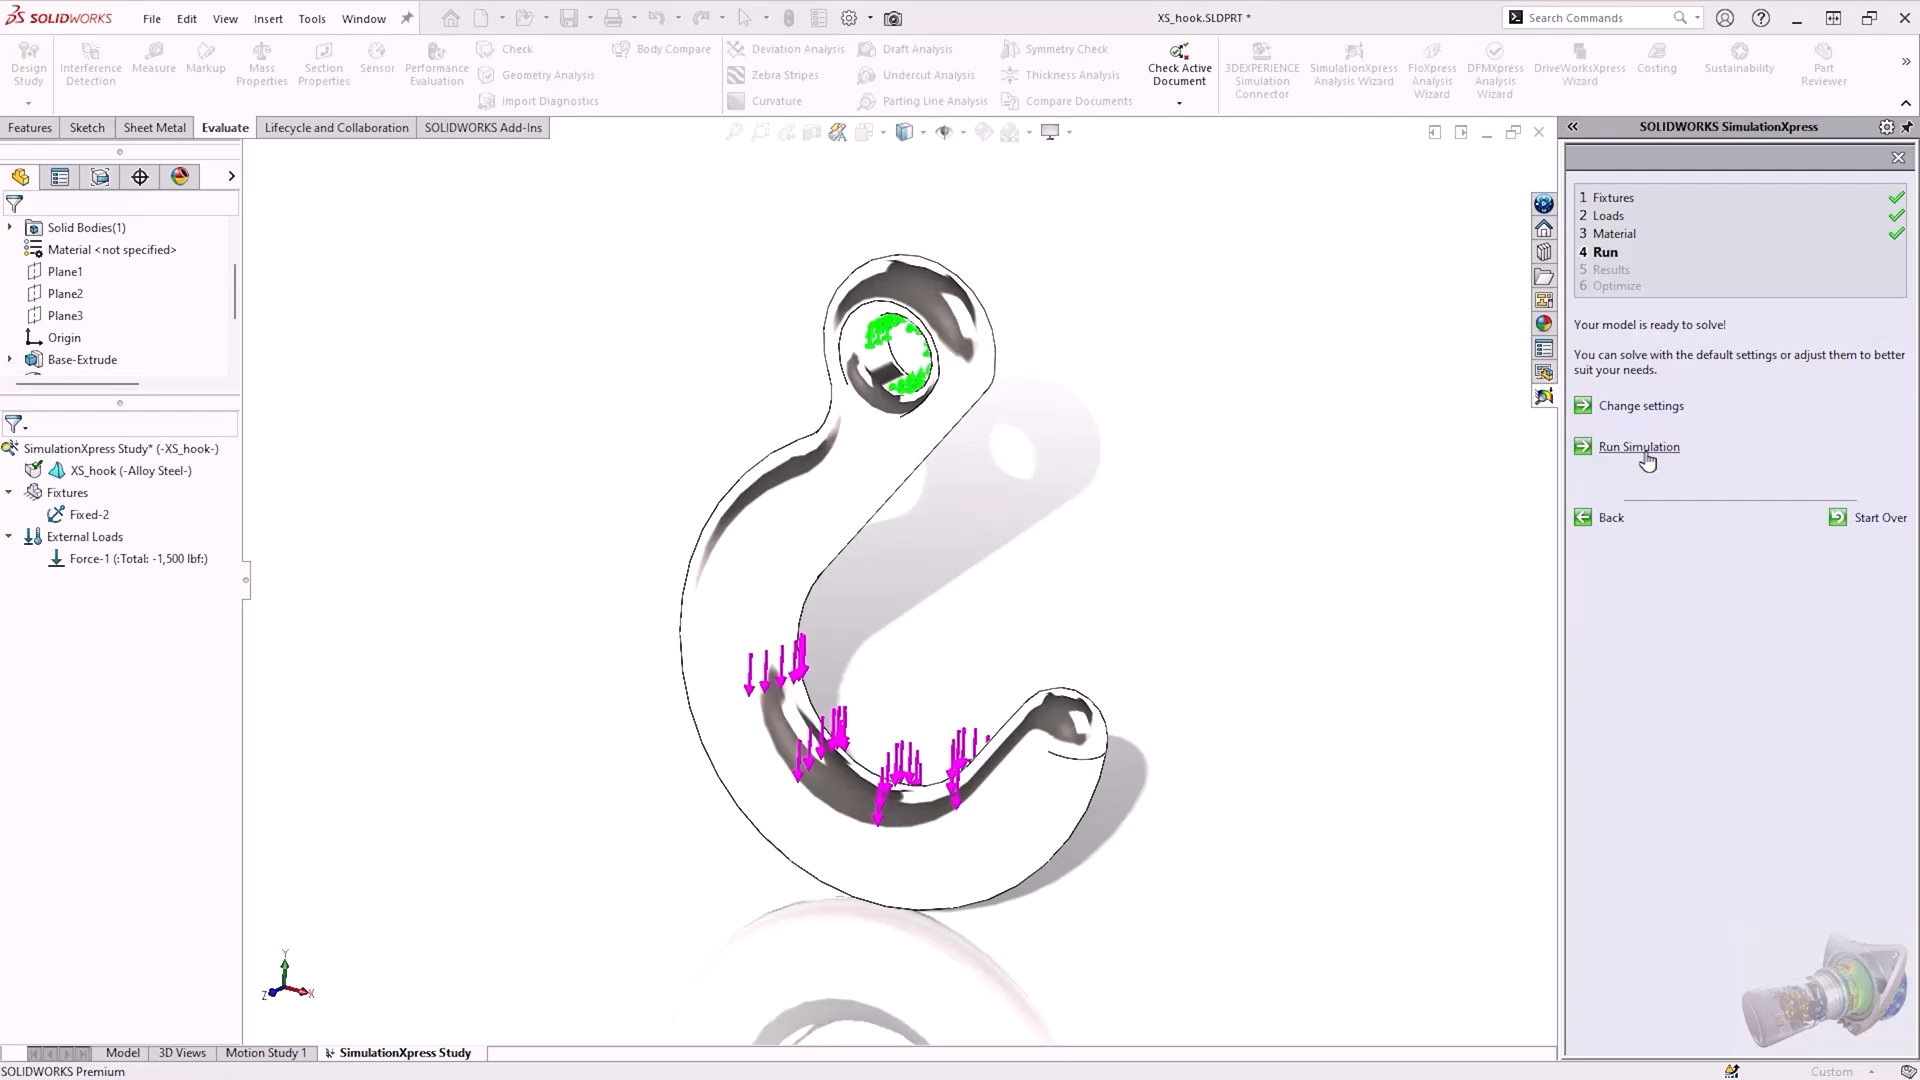 SOLIDWORKS File Edit View Insert Tools Window XS_hook.SLDPRT * Search Commands
Design Study Interference Detection Measure Markup Mass Properties Section Properties Sensor Performance Evaluation
Check Body Compare
Geometry Analysis
Import Diagnostics
Deviation Analysis Draft Analysis Symmetry Check
Zebra Stripes Undercut Analysis Thickness Analysis
Curvature Parting Line Analysis Compare Documents
Check Active Document 3DEXPERIENCE Simulation Connector SimulationXpress Analysis Wizard FloXpress Analysis Wizard DFMXpress Analysis Wizard DriveWorksXpress Wizard Costing Sustainability Part Reviewer
Features Sketch Sheet Metal Evaluate Lifecycle and Collaboration SOLIDWORKS Add-Ins
Solid Bodies(1)
Material <not specified>
Plane1
Plane2
Plane3
Origin
Base-Extrude
SimulationXpress Study* (-XS_hook-)
XS_hook (-Alloy Steel-)
Fixtures
Fixed-2
External Loads
Force-1 (:Total: -1,500 lbf:)
Y
Z X
SOLIDWORKS SimulationXpress
1 Fixtures
2 Loads
3 Material
4 Run
5 Results
6 Optimize
Your model is ready to solve!
You can solve with the default settings or adjust them to better
suit your needs.
Change settings
Run Simulation
Back Start Over
Model 3D Views Motion Study 1 SimulationXpress Study
SOLIDWORKS Premium Custom